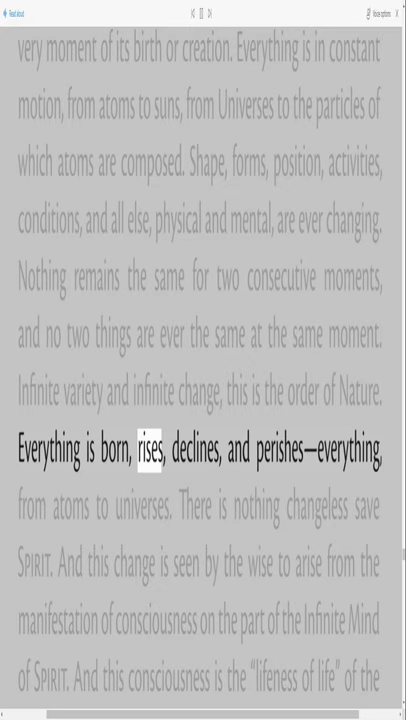 Read aloud
Voice options
very moment of its birth or creation. Everything is in constant
motion, from atoms to suns, from Universes to the particles of
which atoms are composed. Shape, forms, position, activities,
conditions, and all else, physical and mental, are ever changing.
Nothing remains the same for two consecutive moments,
and no two things are ever the same at the same moment.
Infinite variety and infinite change, this is the order of Nature.
Everything is born, rises, declines, and perishes—everything,
from atoms to universes. There is nothing changeless save
SPIRIT. And this change is seen by the wise to arise from the
manifestation of consciousness on the part of the Infinite Mind
of SPIRIT. And this consciousness is the “lifeness of life” of the